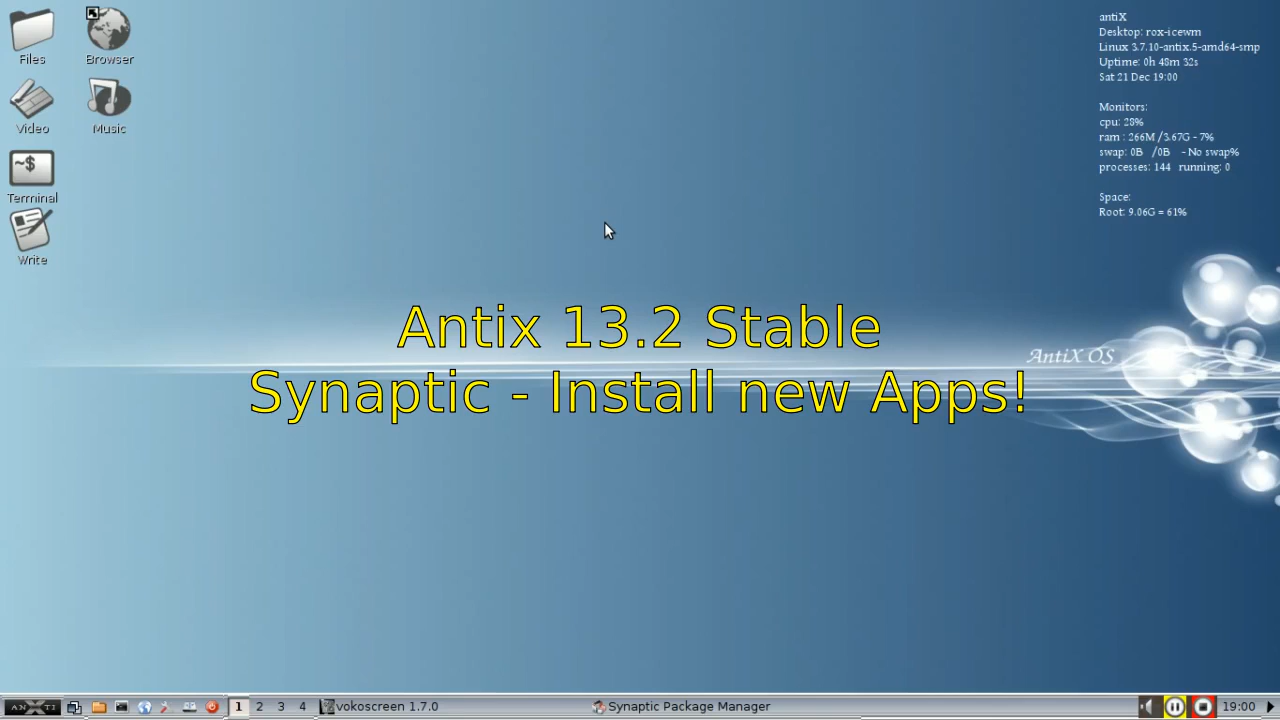 Files
Browser
Video
Music
Terminal
~$
Write
antiX
Desktop: rox-icewm
Linux 3.7.10-antix.5-amd64-smp
Uptime: 0h 48m 32s
Sat 21 Dec 19:00
Monitors:
cpu: 28%
ram : 266M /3.67G - 7%
swap: 0B /0B - No swap%
processes: 144 running: 0
Space:
Root: 9.06G = 61%
Antix 13.2 Stable
Synaptic - Install new Apps!
AntiX OS
ANTI 1 2 3 4 vokoscreen 1.7.0 Synaptic Package Manager 19:00